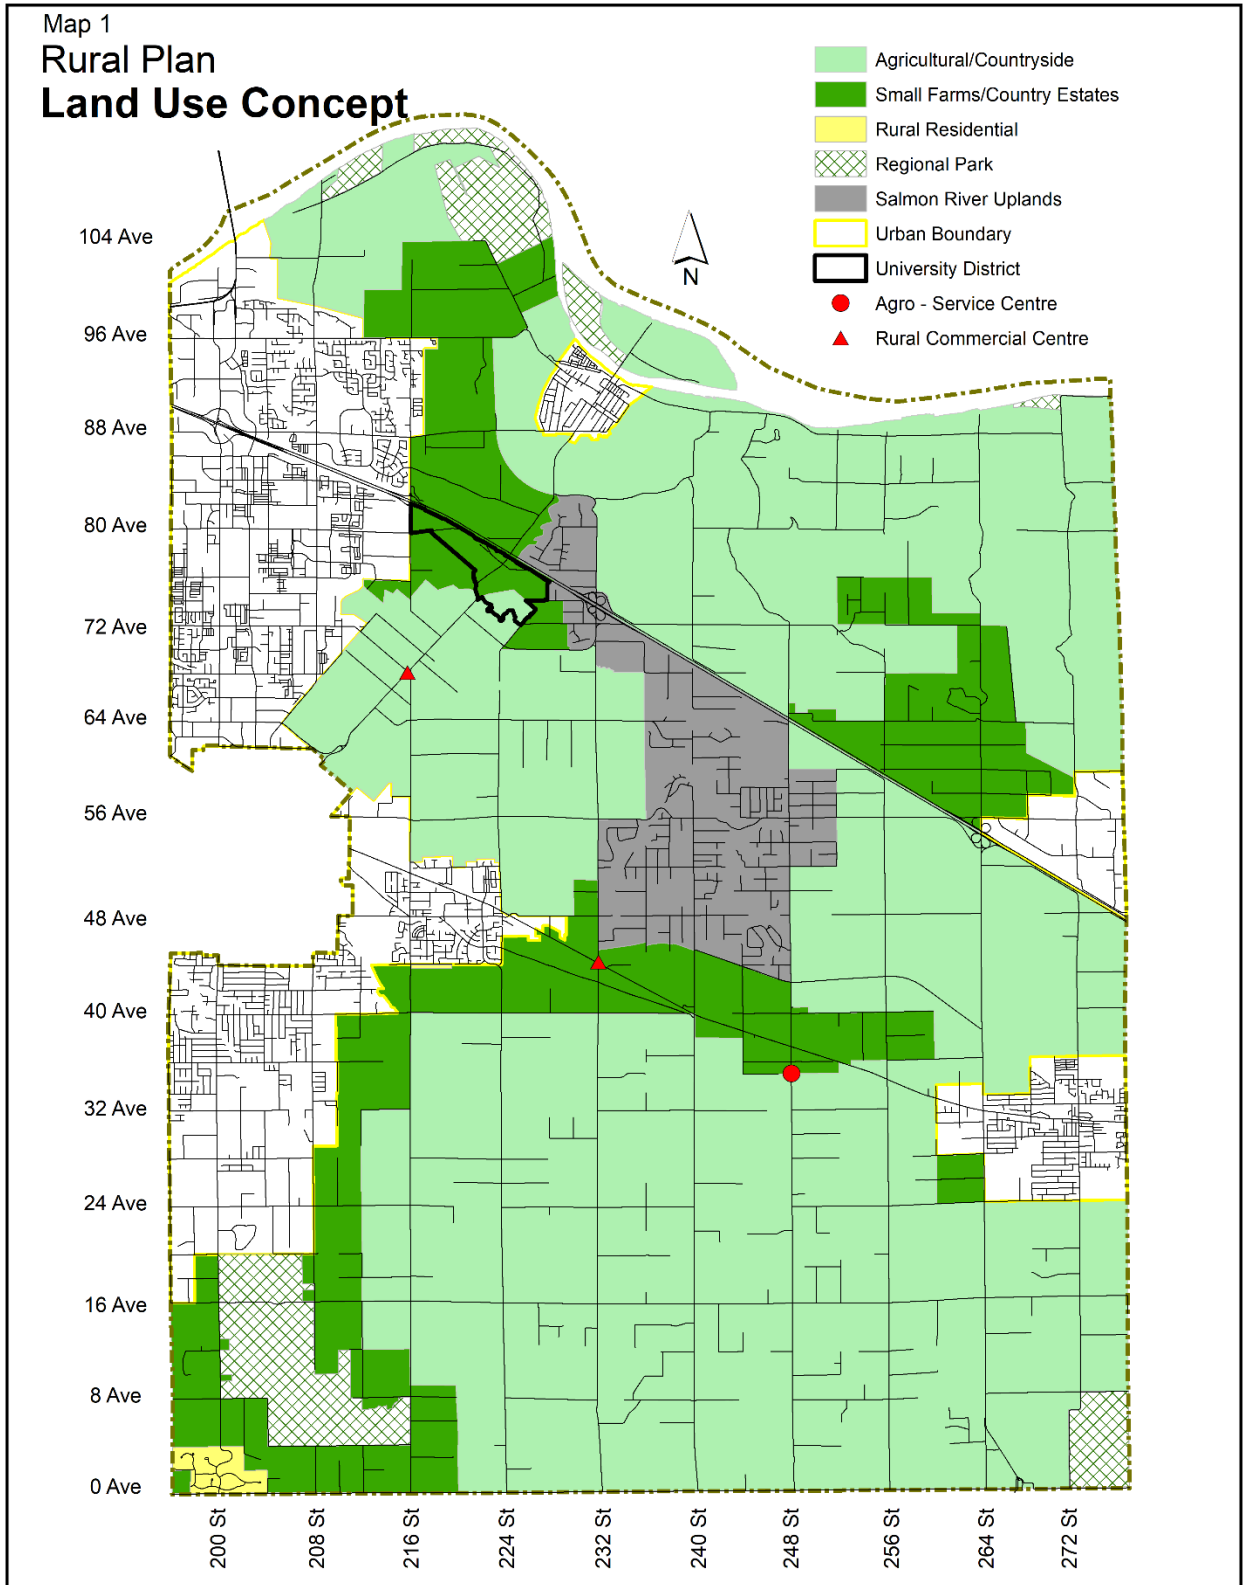 Map 1
Rural Plan
Land Use Concept
Agricultural/Countryside
Small Farms/Country Estates
Rural Residential
Regional Park
Salmon River Uplands
Urban Boundary
University District
Agro - Service Centre
Rural Commercial Centre
N
104 Ave
96 Ave
88 Ave
80 Ave
72 Ave
64 Ave
56 Ave
48 Ave
40 Ave
32 Ave
24 Ave
16 Ave
8 Ave
0 Ave
200 St
208 St
216 St
224 St
232 St
240 St
248 St
256 St
264 St
272 St